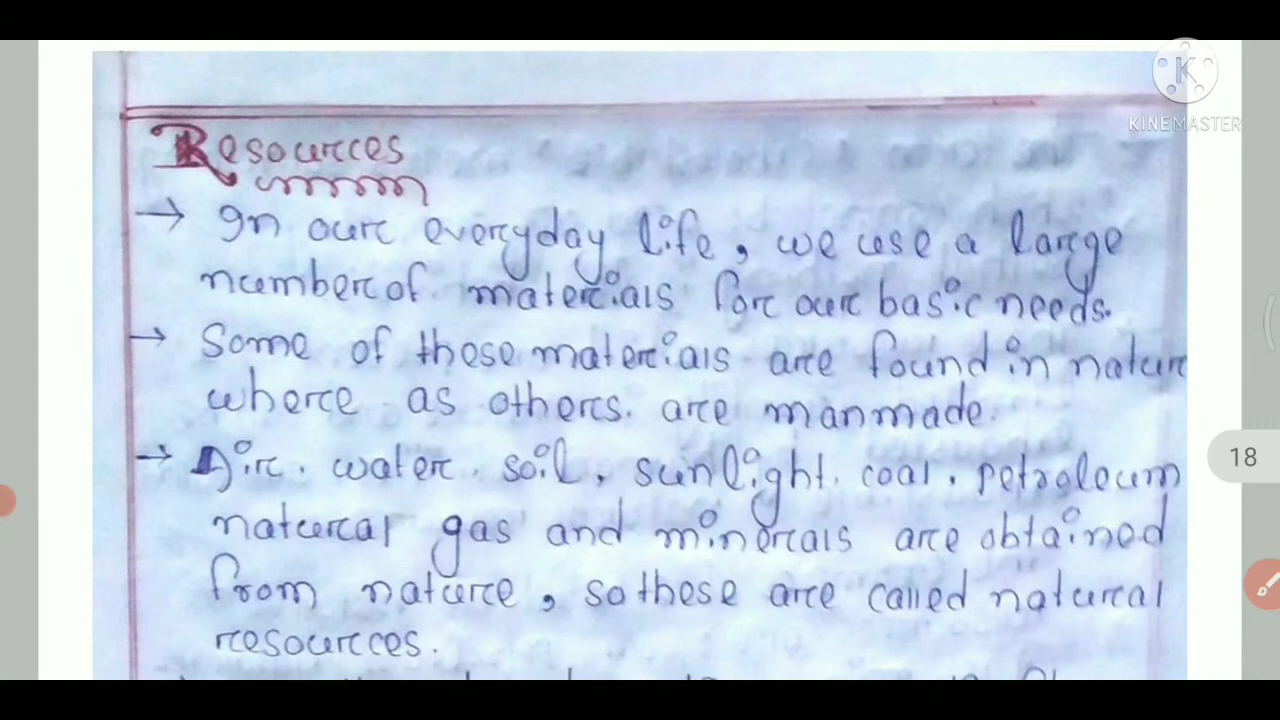 Resources
→ In our everyday life, we use a large
number of materials for our basic needs.
→ Some of these materials are found in natur
where as others. are manmade.
→ Air. water. soil, sunlight. coal, petroleum
natural gas and minerals are obtained
from nature, so these are called natural
resources.
KINEMASTER
18